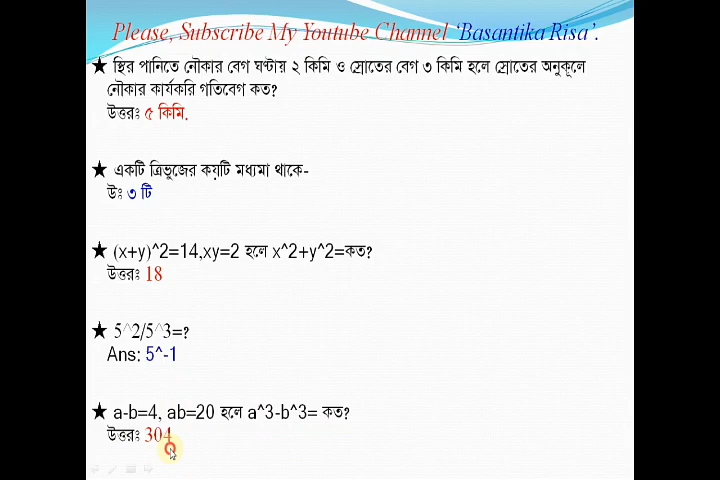 Please, Subscribe My Youtube Channel ‘Basantika Risa’.
★ স্থির পানিতে নৌকার বেগ ঘণ্টায় ২ কিমি ও স্রোতের বেগ ৩ কিমি হলে স্রোতের অনুকূলে
নৌকার কার্যকরি গতিবেগ কত?
উত্তরঃ ৫ কিমি.
★ একটি ত্রিভুজের কয়টি মধ্যমা থাকে-
উঃ ৩ টি
★ (x+y)^2=14,xy=2 হলে x^2+y^2=কত?
উত্তরঃ 18
★ 5^2/5^3=?
Ans: 5^-1
★ a-b=4, ab=20 হলে a^3-b^3= কত?
উত্তরঃ 304